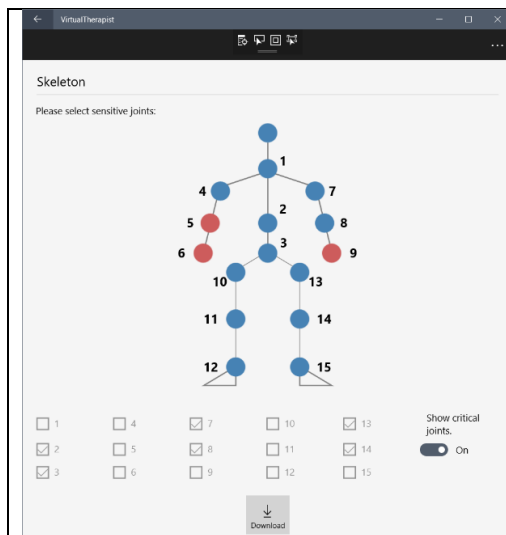 VirtualTherapist
Skeleton
Please select sensitive joints:
1
4 7
2
5 8
3
6 9
10 13
11 14
12 15
1 4 7 10 13
2 5 8 11 14
3 6 9 12 15
Show critical
joints.
On
Download